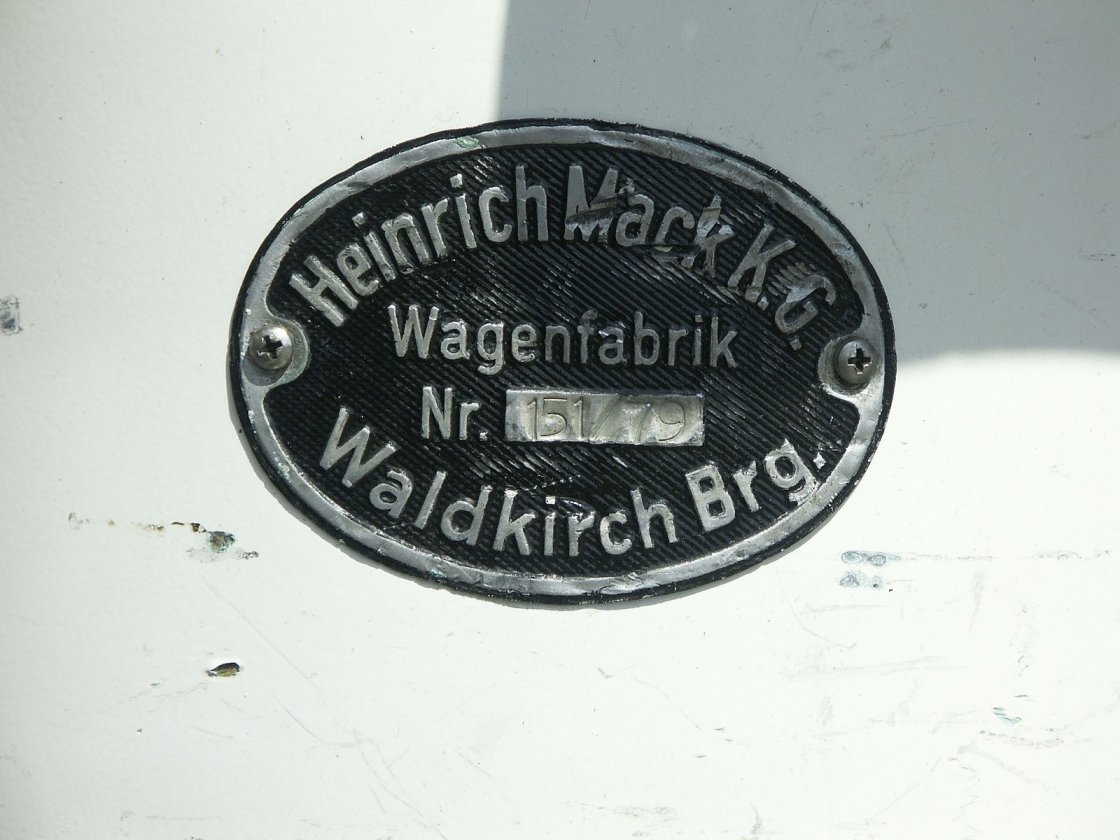 Heinrich Mack K.G.
Wagenfabrik
Nr. 151/79
Waldkirch Brg.